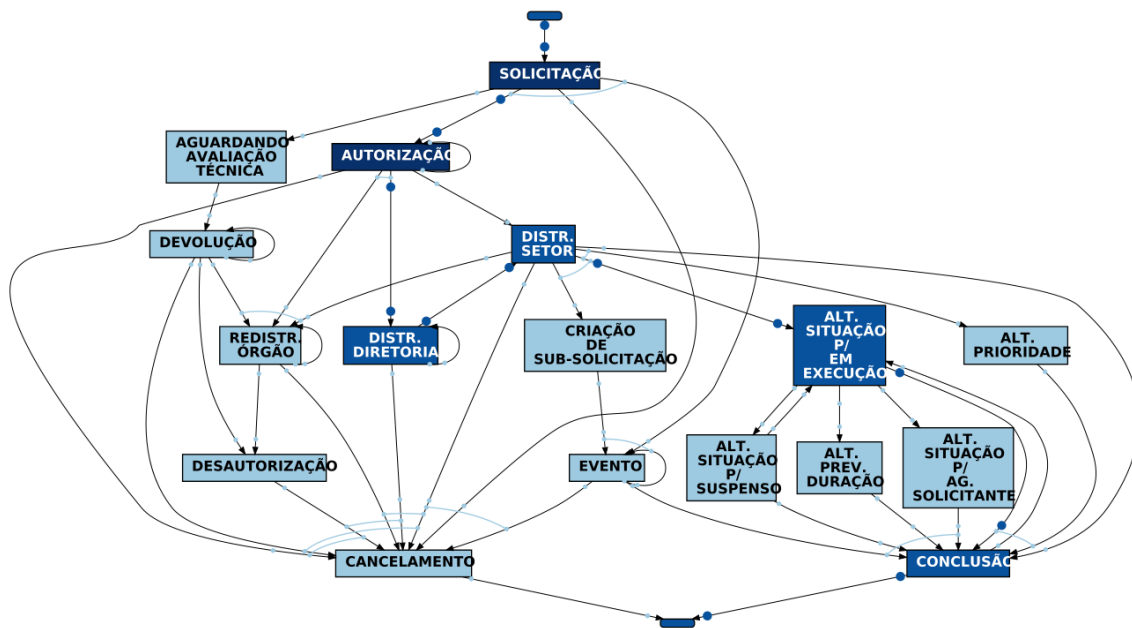 SOLICITAÇÃO
AGUARDANDO
AVALIAÇÃO
TÉCNICA
AUTORIZAÇÃO
DEVOLUÇÃO
DISTR.
SETOR
REDISTR.
ÓRGÃO
DISTR.
DIRETORIA
CRIAÇÃO
DE
SUB-SOLICITAÇÃO
ALT.
SITUAÇÃO
P/
EM
EXECUÇÃO
ALT.
PRIORIDADE
DESAUTORIZAÇÃO
EVENTO
ALT.
SITUAÇÃO
P/
SUSPENSO
ALT.
PREV.
DURAÇÃO
ALT.
SITUAÇÃO
P/
AG.
SOLICITANTE
CANCELAMENTO
CONCLUSÃO